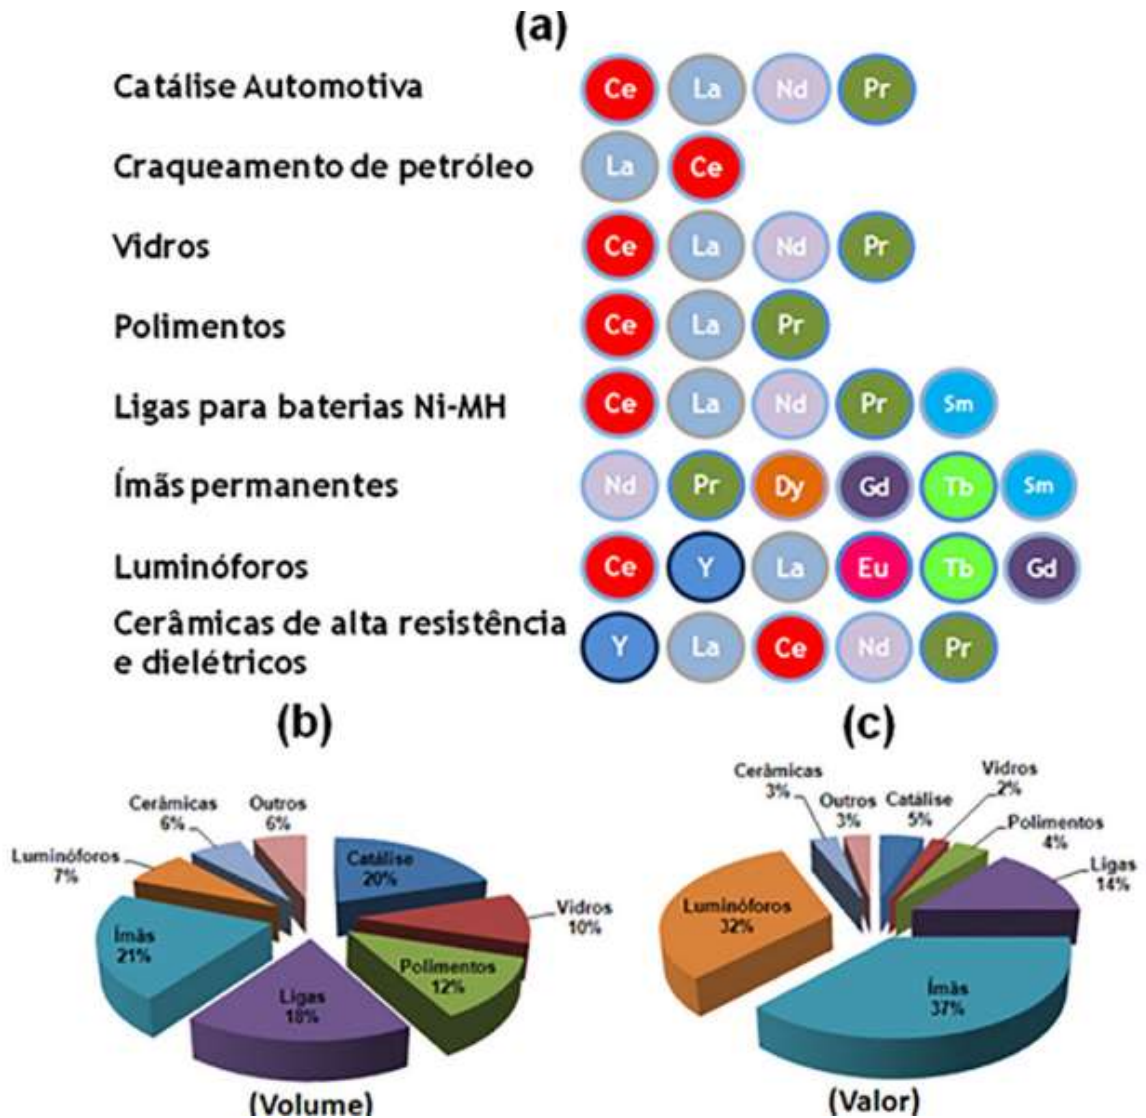 (a)
Catálise Automotiva Ce La Nd Pr
Craqueamento de petróleo La Ce
Vidros Ce La Nd Pr
Polimentos Ce La Pr
Ligas para baterias Ni-MH Ce La Nd Pr Sm
Ímãs permanentes Nd Pr Dy Gd Tb Sm
Luminóforos Ce Y La Eu Tb Gd
Cerâmicas de alta resistência
e dielétricos Y La Ce Nd Pr
(b)
Cerâmicas
6%
Outros
6%
Catálise
20%
Luminóforos
7%
Vidros
10%
Ímãs
21%
Polimentos
12%
Ligas
18%
(Volume)
(c)
Cerâmicas
3%
Outros
3%
Catálise
5%
Vidros
2%
Polimentos
4%
Ligas
14%
Luminóforos
32%
Ímãs
37%
(Valor)